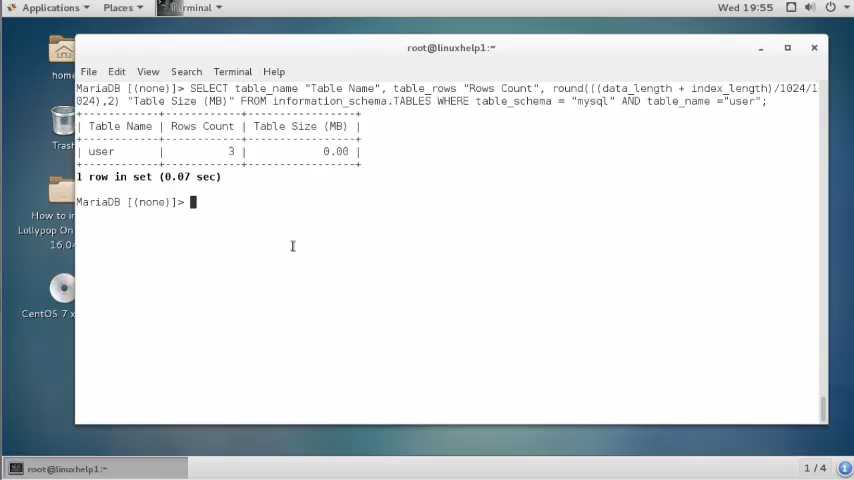 Applications Places Terminal Wed 19:55
root@linuxhelp1:~
File Edit View Search Terminal Help
MariaDB [(none)]> SELECT table_name "Table Name", table_rows "Rows Count", round(((data_length + index_length)/1024/1
024),2) "Table Size (MB)" FROM information_schema.TABLES WHERE table_schema = "mysql" AND table_name ="user";
+------------+------------+-----------------+
| Table Name | Rows Count | Table Size (MB) |
+------------+------------+-----------------+
| user       |          3 |            0.00 |
+------------+------------+-----------------+
1 row in set (0.07 sec)
MariaDB [(none)]>
home
Trash
How to in
Lollypop On
16.04
CentOS 7 x
root@linuxhelp1:~ 1 / 4 1